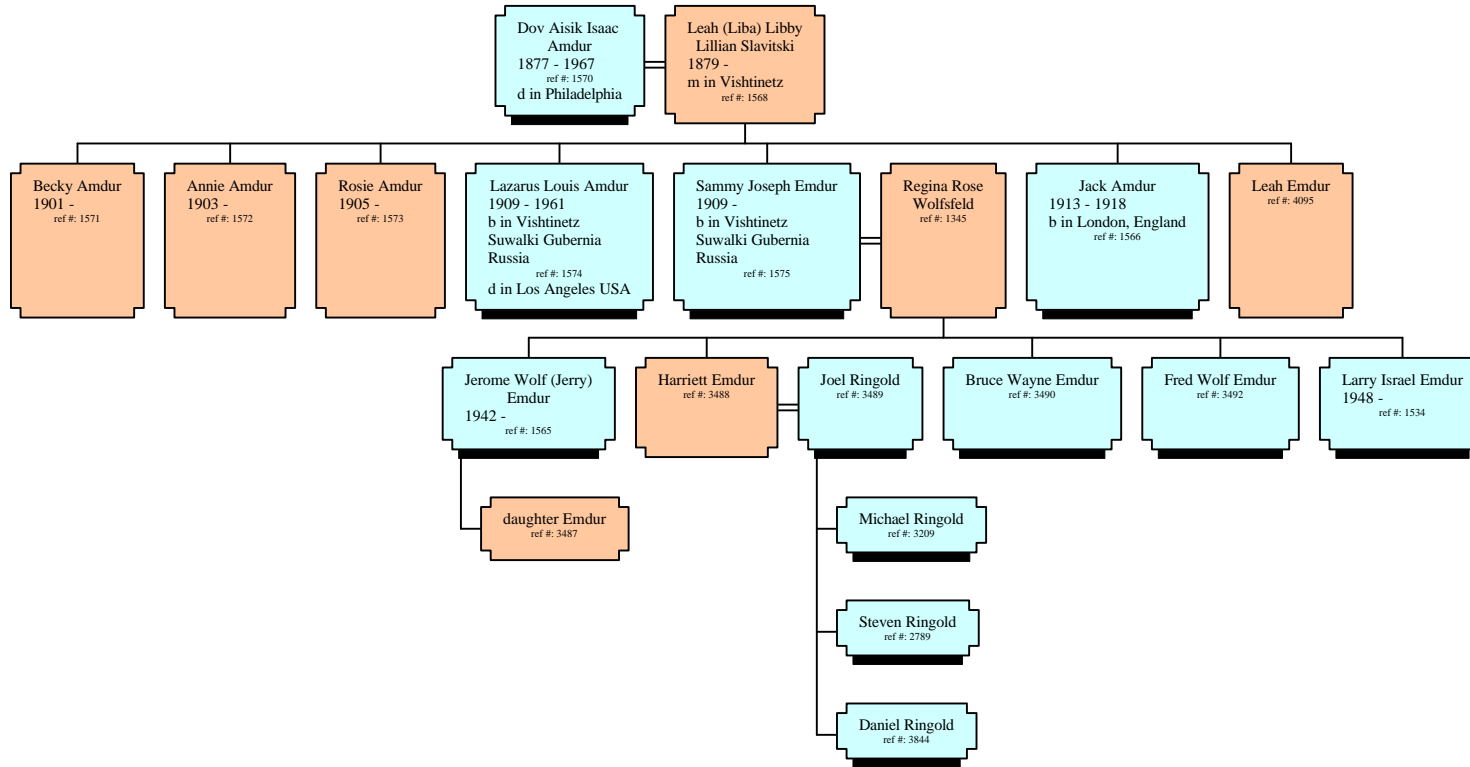 Dov Aisik Isaac
Amdur
1877 - 1967
ref #: 1570
d in Philadelphia
Leah (Liba) Libby
Lillian Slavitski
1879 -
m in Vishtinetz
ref #: 1568
Becky Amdur
1901 -
ref #: 1571
Annie Amdur
1903 -
ref #: 1572
Rosie Amdur
1905 -
ref #: 1573
Lazarus Louis Amdur
1909 - 1961
b in Vishtinetz
Suwalki Gubernia
Russia
ref #: 1574
d in Los Angeles USA
Sammy Joseph Emdur
1909 -
b in Vishtinetz
Suwalki Gubernia
Russia
ref #: 1575
Regina Rose
Wolfsfeld
ref #: 1345
Jack Amdur
1913 - 1918
b in London, England
ref #: 1566
Leah Emdur
ref #: 4095
Jerome Wolf (Jerry)
Emdur
1942 -
ref #: 1565
Harriett Emdur
ref #: 3488
Joel Ringold
ref #: 3489
Bruce Wayne Emdur
ref #: 3490
Fred Wolf Emdur
ref #: 3492
Larry Israel Emdur
1948 -
ref #: 1534
daughter Emdur
ref #: 3487
Michael Ringold
ref #: 3209
Steven Ringold
ref #: 2789
Daniel Ringold
ref #: 3844